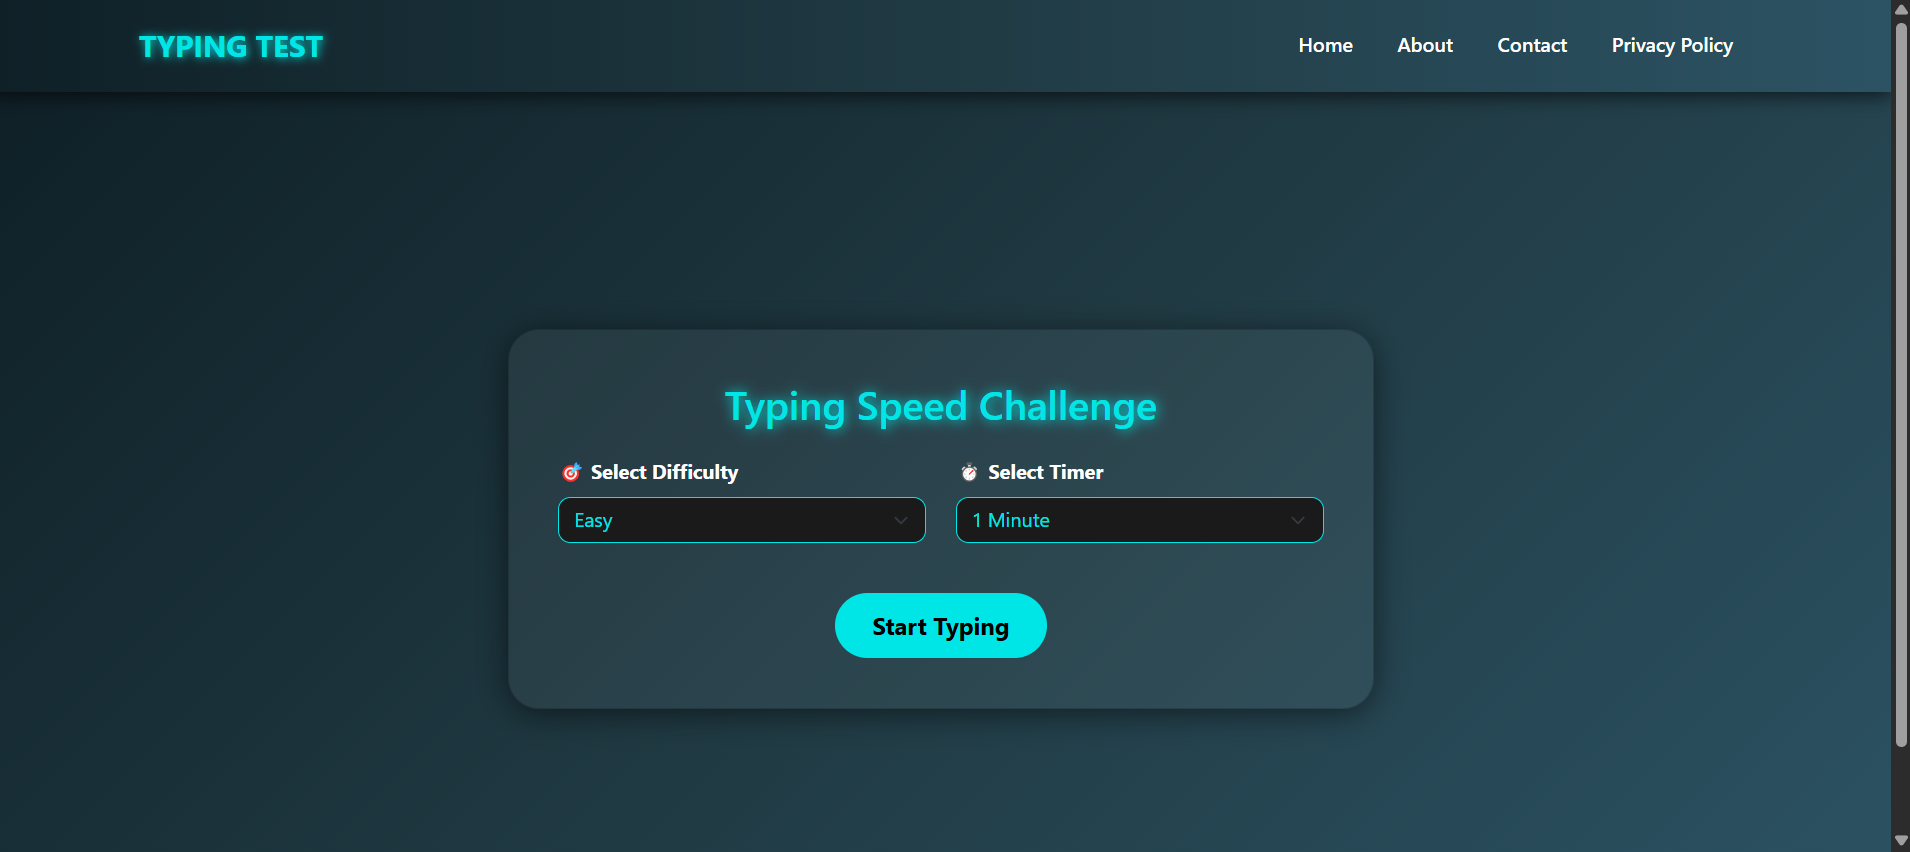 TYPING TEST
Home About Contact Privacy Policy
Typing Speed Challenge
🎯 Select Difficulty
Easy
⏱️ Select Timer
1 Minute
Start Typing